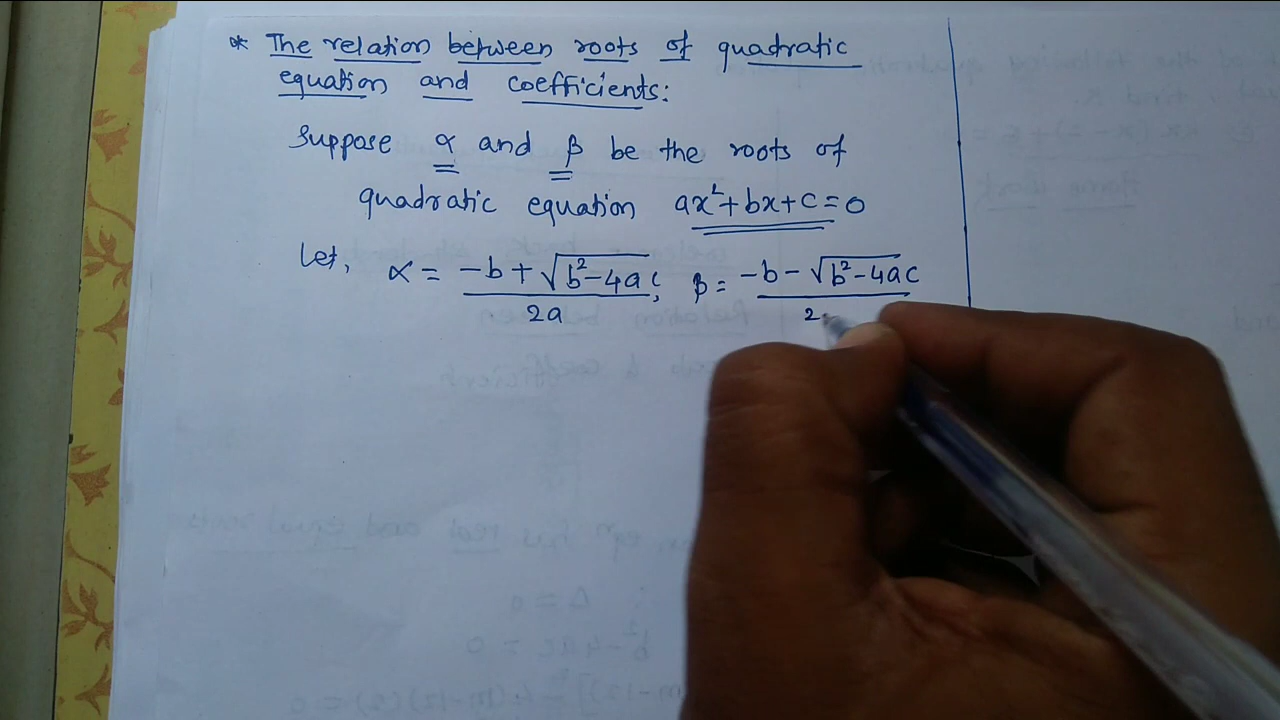 * The relation between roots of quadratic
equation and coefficients:
Suppose α and β be the roots of
quadratic equation ax²+bx+c=0
Let, α = (-b + √(b²-4ac))/2a ; β = (-b - √(b²-4ac))/2